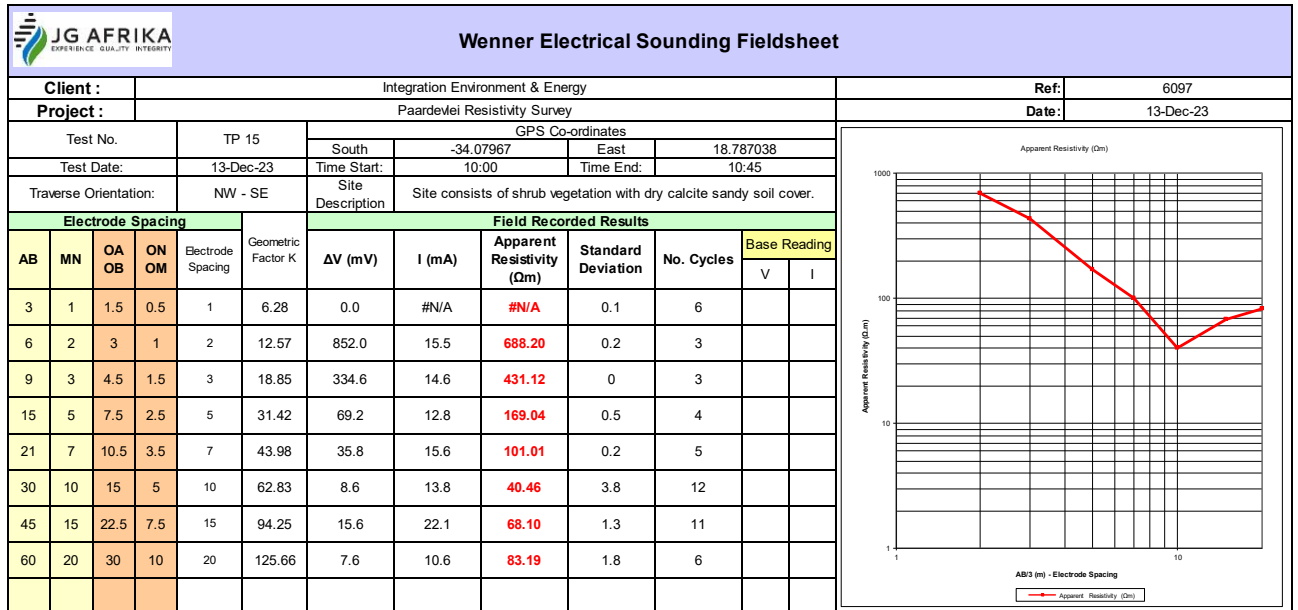 JG AFRIKA
EXPERIENCE QUALITY INTEGRITY
Wenner Electrical Sounding Fieldsheet
Client : Integration Environment & Energy Ref: 6097
Project : Paardevlei Resistivity Survey Date: 13-Dec-23
Test No. TP 15 GPS Co-ordinates
South -34.07967 East 18.787038
Test Date: 13-Dec-23 Time Start: 10:00 Time End: 10:45
Traverse Orientation: NW - SE Site Description Site consists of shrub vegetation with dry calcite sandy soil cover.
Electrode Spacing Geometric Factor K Field Recorded Results
AB MN OA OB ON OM Electrode Spacing ΔV (mV) I (mA) Apparent Resistivity (Ωm) Standard Deviation No. Cycles Base Reading
V I
3 1 1.5 0.5 1 6.28 0.0 #N/A #N/A 0.1 6
6 2 3 1 2 12.57 852.0 15.5 688.20 0.2 3
9 3 4.5 1.5 3 18.85 334.6 14.6 431.12 0 3
15 5 7.5 2.5 5 31.42 69.2 12.8 169.04 0.5 4
21 7 10.5 3.5 7 43.98 35.8 15.6 101.01 0.2 5
30 10 15 5 10 62.83 8.6 13.8 40.46 3.8 12
45 15 22.5 7.5 15 94.25 15.6 22.1 68.10 1.3 11
60 20 30 10 20 125.66 7.6 10.6 83.19 1.8 6
Apparent Resistivity (Ωm)
1000
100
10
1
Apparent Resistivity (Ω.m)
1 10
AB/3 (m) - Electrode Spacing
Apparent Resistivity (Ωm)